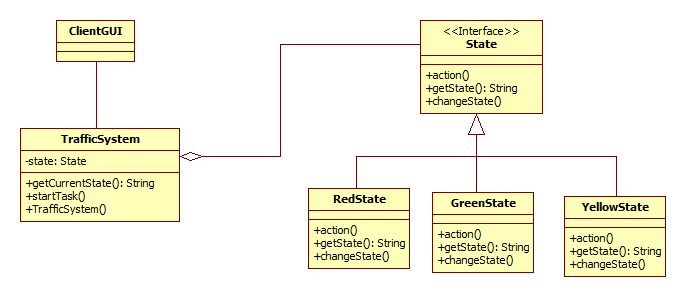 ClientGUI
<<Interface>>
State
+action()
+getState(): String
+changeState()
TrafficSystem
-state: State
+getCurrentState(): String
+startTask()
+TrafficSystem()
RedState
+action()
+getState(): String
+changeState()
GreenState
+action()
+getState(): String
+changeState()
YellowState
+action()
+getState(): String
+changeState()